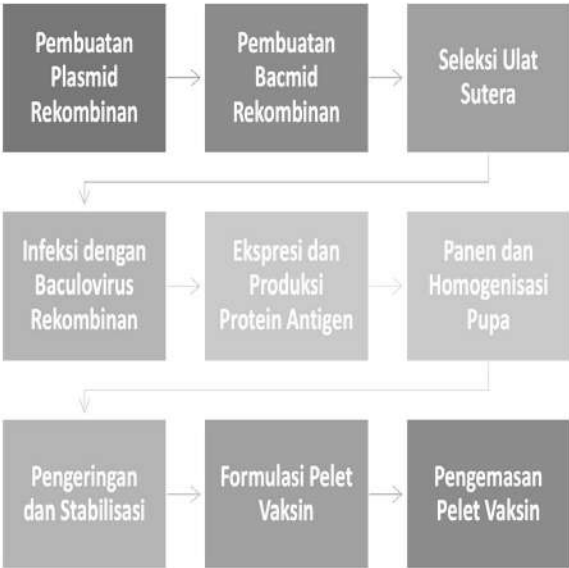 Pembuatan
Plasmid
Rekombinan
Pembuatan
Bacmid
Rekombinan
Seleksi Ulat
Sutera
Infeksi dengan
Baculovirus
Rekombinan
Ekspresi dan
Produksi
Protein Antigen
Panen dan
Homogenisasi
Pupa
Pengeringan
dan Stabilisasi
Formulasi Pelet
Vaksin
Pengemasan
Pelet Vaksin